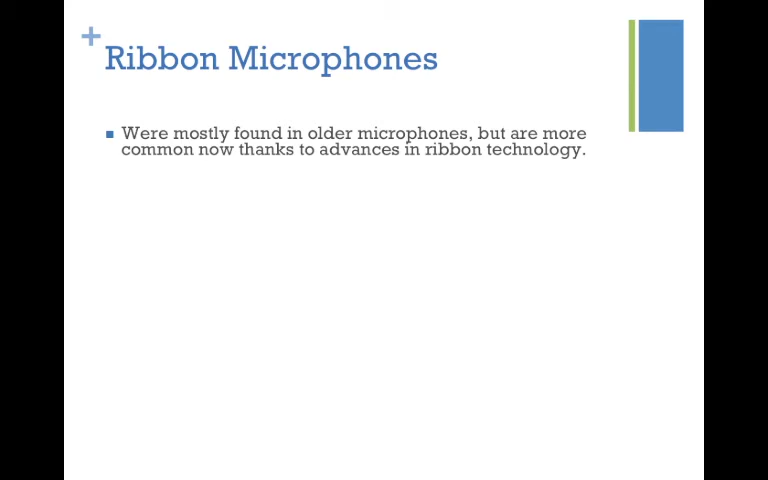 +
Ribbon Microphones
Were mostly found in older microphones, but are more
common now thanks to advances in ribbon technology.